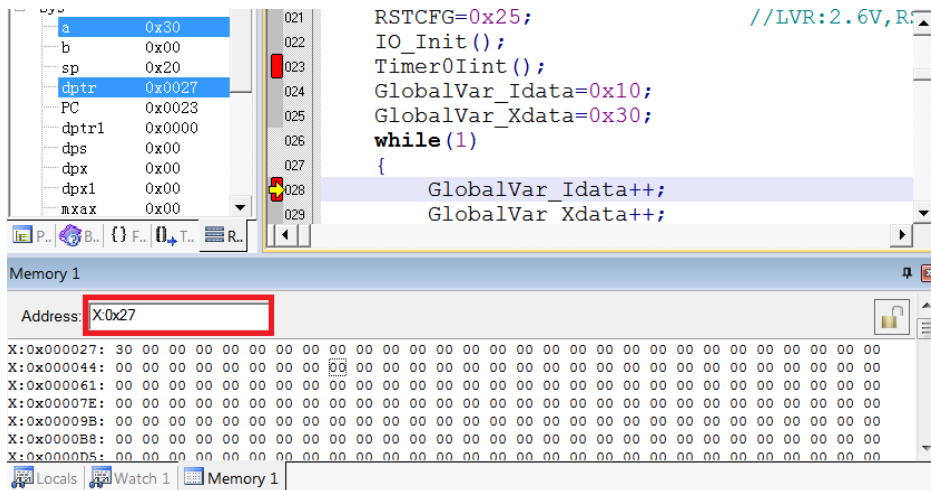 Sys
a 0x30
b 0x00
sp 0x20
dptr 0x0027
PC 0x0023
dptr1 0x0000
dps 0x00
dpx 0x00
dpx1 0x00
mxax 0x00
P.. B.. {} F.. T.. R..
021 RSTCFG=0x25; //LVR:2.6V,RS
022 IO_Init();
023 Timer0Iint();
024 GlobalVar_Idata=0x10;
025 GlobalVar_Xdata=0x30;
026 while(1)
027 {
028 GlobalVar_Idata++;
029 GlobalVar_Xdata++;
Memory 1
Address: X:0x27
X:0x000027: 30 00 00 00 00 00 00 00 00 00 00 00 00 00 00 00 00 00 00 00 00 00 00 00 00 00 00 00 00
X:0x000044: 00 00 00 00 00 00 00 00 00 00 00 00 00 00 00 00 00 00 00 00 00 00 00 00 00 00 00 00 00
X:0x000061: 00 00 00 00 00 00 00 00 00 00 00 00 00 00 00 00 00 00 00 00 00 00 00 00 00 00 00 00 00
X:0x00007E: 00 00 00 00 00 00 00 00 00 00 00 00 00 00 00 00 00 00 00 00 00 00 00 00 00 00 00 00 00
X:0x00009B: 00 00 00 00 00 00 00 00 00 00 00 00 00 00 00 00 00 00 00 00 00 00 00 00 00 00 00 00 00
X:0x0000B8: 00 00 00 00 00 00 00 00 00 00 00 00 00 00 00 00 00 00 00 00 00 00 00 00 00 00 00 00 00
X:0x0000D5: 00 00 00 00 00 00 00 00 00 00 00 00 00 00 00 00 00 00 00 00 00 00 00 00 00 00 00 00 00
Locals Watch 1 Memory 1